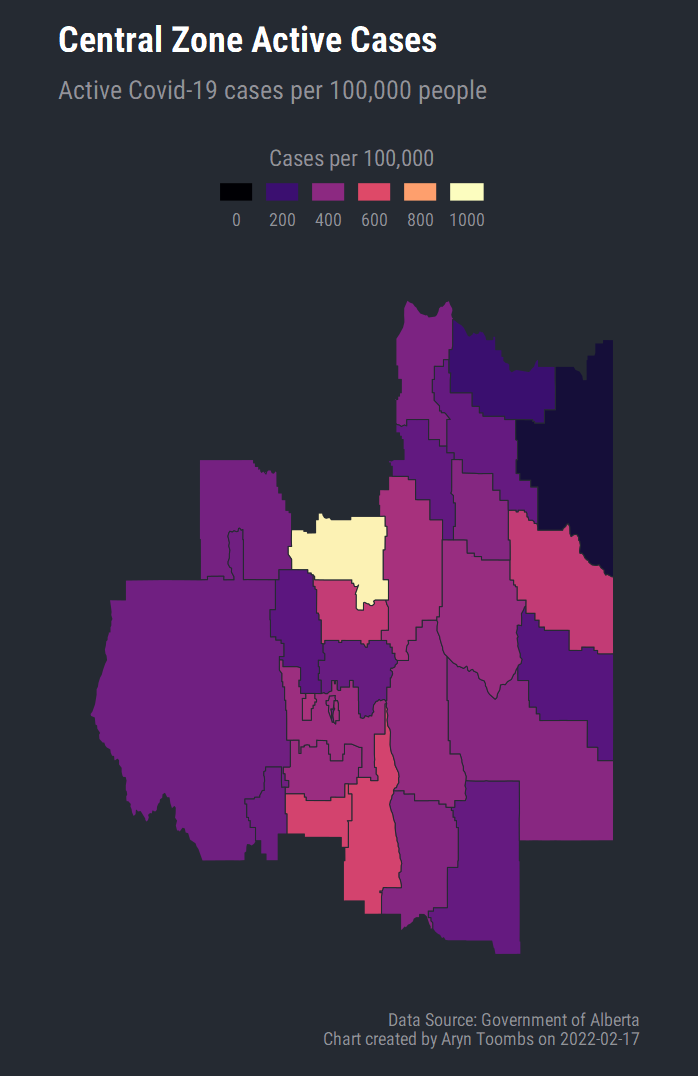 Central Zone Active Cases
Active Covid-19 cases per 100,000 people
Cases per 100,000
0 200 400 600 800 1000
Data Source: Government of Alberta
Chart created by Aryn Toombs on 2022-02-17